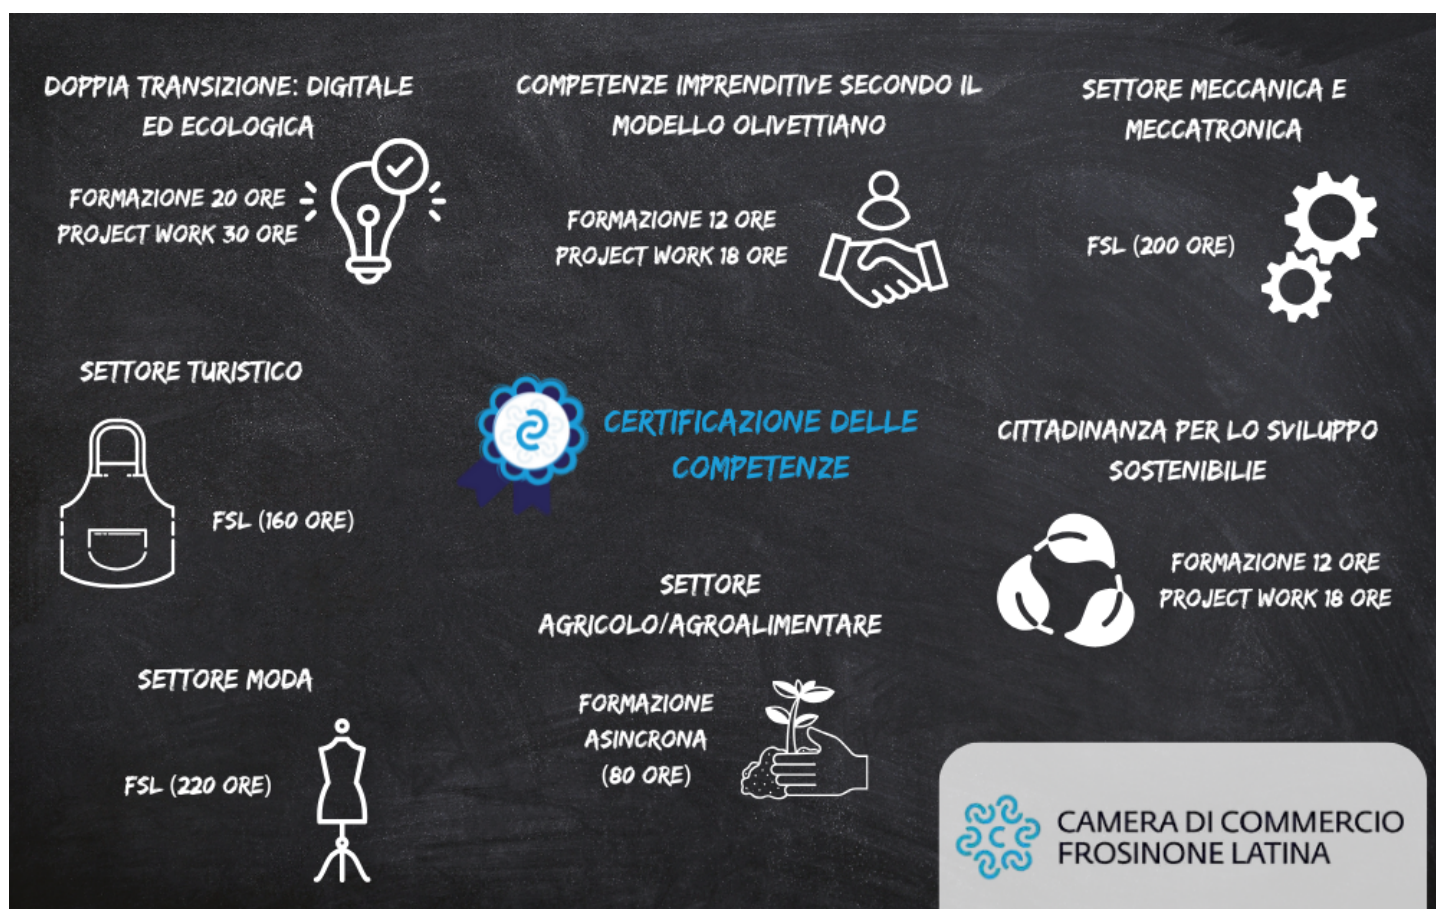 DOPPIA TRANSIZIONE: DIGITALE
ED ECOLOGICA
FORMAZIONE 20 ORE
PROJECT WORK 30 ORE
COMPETENZE IMPRENDITIVE SECONDO IL
MODELLO OLIVETTIANO
FORMAZIONE 12 ORE
PROJECT WORK 18 ORE
SETTORE MECCANICA E
MECCATRONICA
FSL (200 ORE)
SETTORE TURISTICO
FSL (160 ORE)
CERTIFICAZIONE DELLE
COMPETENZE
CITTADINANZA PER LO SVILUPPO
SOSTENIBILIE
FORMAZIONE 12 ORE
PROJECT WORK 18 ORE
SETTORE MODA
FSL (220 ORE)
SETTORE
AGRICOLO/AGROALIMENTARE
FORMAZIONE
ASINCRONA
(80 ORE)
CAMERA DI COMMERCIO
FROSINONE LATINA